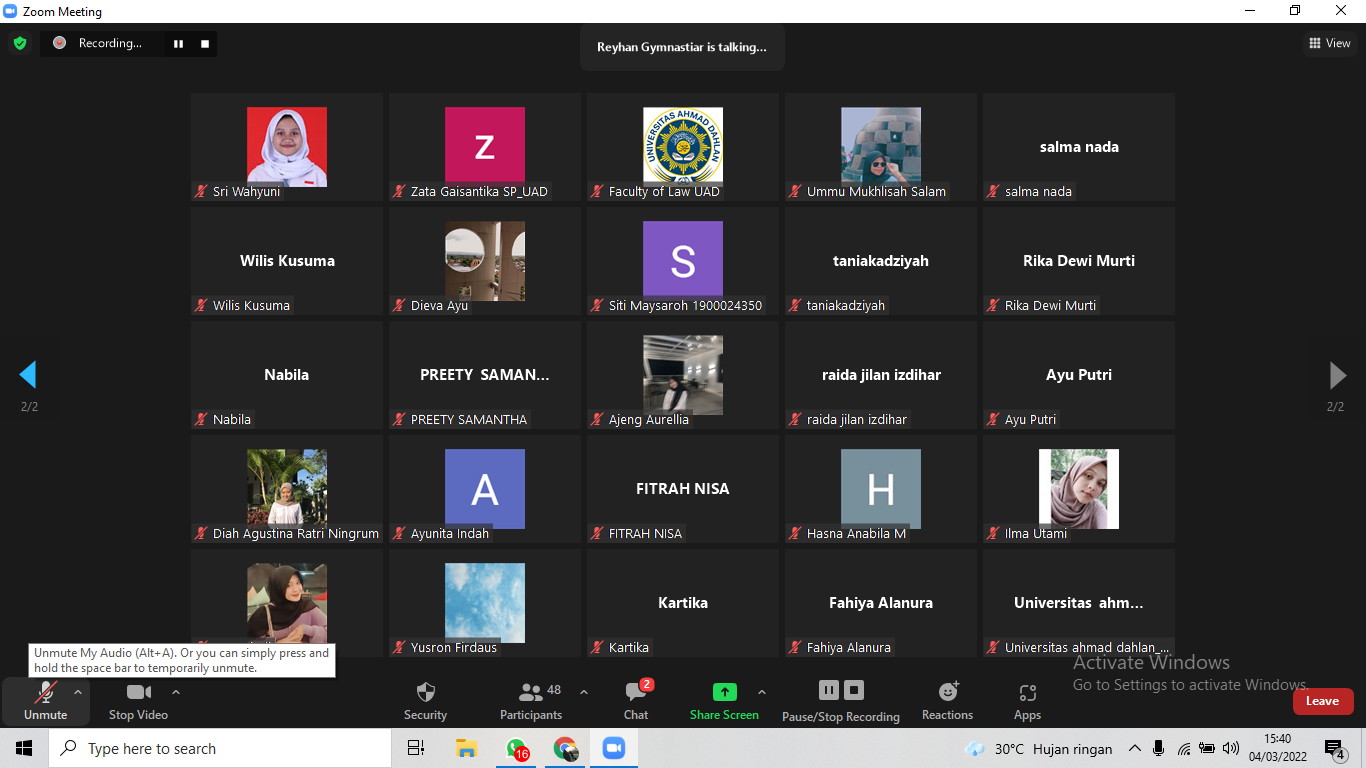 Zoom Meeting
Recording...
Reyhan Gymnastiar is talking...
View
UNIVERSITAS AHMAD DAHLAN
Z
salma nada
Sri Wahyuni
Zata Gaisantika SP_UAD
Faculty of Law UAD
Ummu Mukhlisah Salam
salma nada
Wilis Kusuma
S
taniakadziyah
Rika Dewi Murti
Wilis Kusuma
Dieva Ayu
Siti Maysaroh 1900024350
taniakadziyah
Rika Dewi Murti
Nabila
PREETY SAMAN...
raida jilan izdihar
Ayu Putri
2/2
2/2
Nabila
PREETY SAMANTHA
Ajeng Aurellia
raida jilan izdihar
Ayu Putri
A
FITRAH NISA
H
Diah Agustina Ratri Ningrum
Ayunita Indah
FITRAH NISA
Hasna Anabila M
Ilma Utami
Kartika
Fahiya Alanura
Universitas ahm...
Yusron Firdaus
Kartika
Fahiya Alanura
Universitas ahmad dahlan_...
Unmute My Audio (Alt+A). Or you can simply press and
hold the space bar to temporarily unmute.
Activate Windows
Go to Settings to activate Windows.
Unmute
Stop Video
Security
48
Participants
2
Chat
Share Screen
Pause/Stop Recording
Reactions
Apps
Leave
Type here to search
16
30°C Hujan ringan
15:40
04/03/2022
4